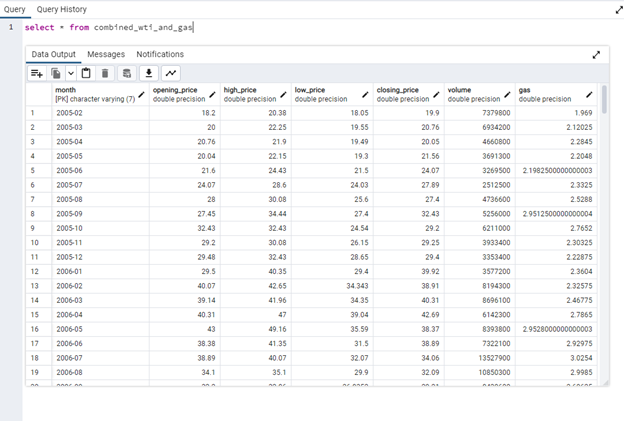 Query Query History
1 select * from combined_wti_and_gas
Data Output Messages Notifications
month opening_price high_price low_price closing_price volume gas
[PK] character varying (7) double precision double precision double precision double precision double precision double precision
1 2005-02 18.2 20.38 18.05 19.9 7379800 1.969
2 2005-03 20 22.25 19.55 20.76 6934200 2.12025
3 2005-04 20.76 21.9 19.49 20.05 4660800 2.2845
4 2005-05 20.04 22.15 19.3 21.56 3691300 2.2048
5 2005-06 21.6 24.43 21.5 24.07 3269500 2.1982500000000003
6 2005-07 24.07 28.6 24.03 27.89 2512500 2.3325
7 2005-08 28 30.08 25.6 27.4 4736600 2.5288
8 2005-09 27.45 34.44 27.4 32.43 5256000 2.9512500000000004
9 2005-10 32.43 32.43 24.54 29.2 6211000 2.7652
10 2005-11 29.2 30.08 26.15 29.25 3933400 2.30325
11 2005-12 29.48 32.43 28.65 29.4 3353400 2.22875
12 2006-01 29.5 40.35 29.4 39.92 3577200 2.3604
13 2006-02 40.07 42.65 34.343 38.91 8194300 2.32575
14 2006-03 39.14 41.96 34.35 40.31 8696100 2.46775
15 2006-04 40.31 47 39.04 42.69 6142300 2.7865
16 2006-05 43 49.16 35.59 38.37 8393800 2.9528000000000003
17 2006-06 38.38 41.35 31.5 38.89 7322100 2.92975
18 2006-07 38.89 40.07 32.07 34.06 13527900 3.0254
19 2006-08 34.1 35.1 29.9 32.09 10850300 2.9985